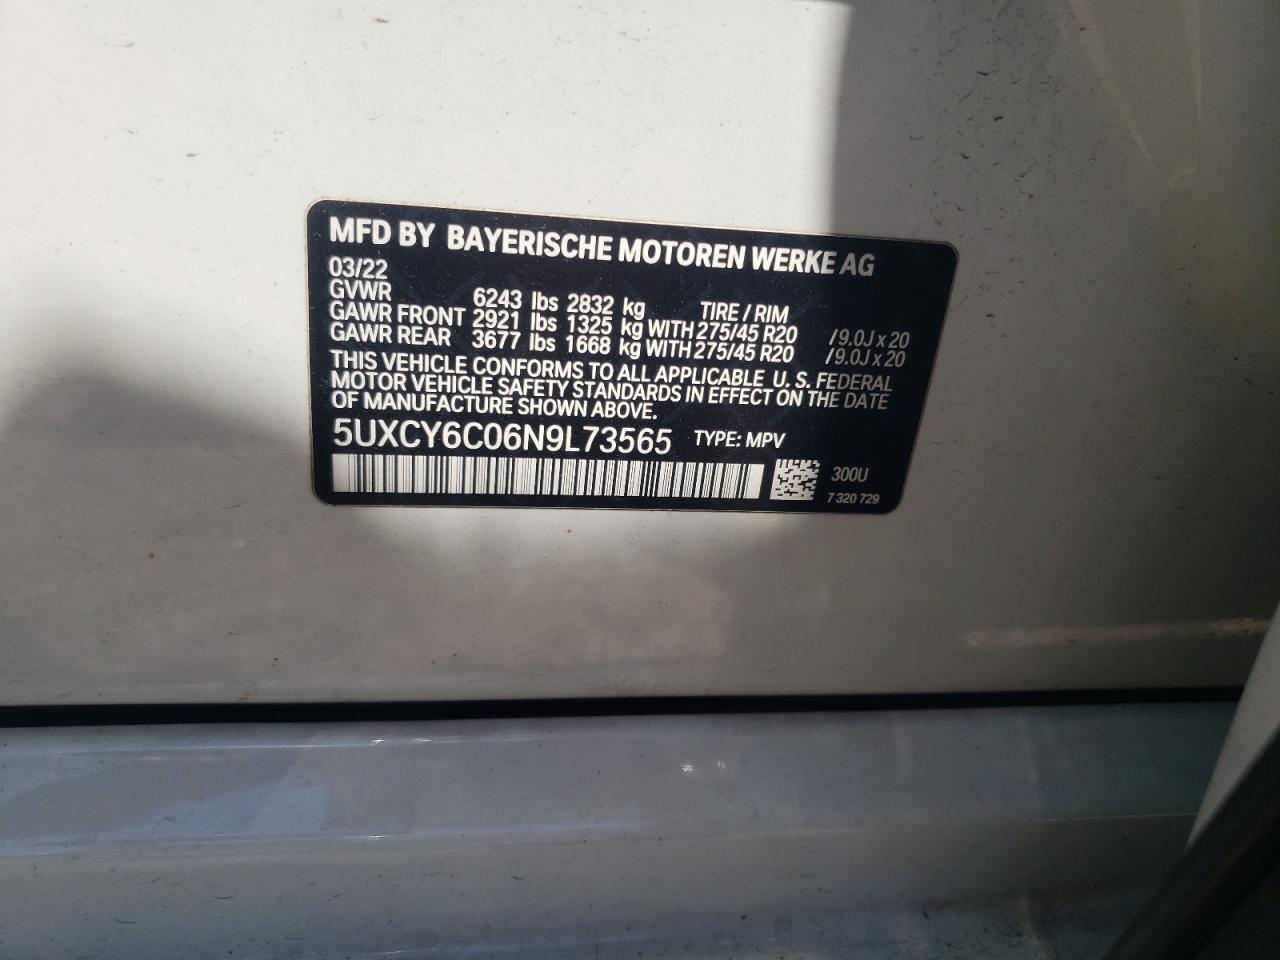 MFD BY BAYERISCHE MOTOREN WERKE AG
03/22
GVWR 6243 lbs 2832 kg TIRE / RIM
GAWR FRONT 2921 lbs 1325 kg WITH 275/45 R20 / 9.0J x 20
GAWR REAR 3677 lbs 1668 kg WITH 275/45 R20 / 9.0J x 20
THIS VEHICLE CONFORMS TO ALL APPLICABLE U. S. FEDERAL
MOTOR VEHICLE SAFETY STANDARDS IN EFFECT ON THE DATE
OF MANUFACTURE SHOWN ABOVE.
5UXCY6C06N9L73565 TYPE: MPV
300U
7 320 729